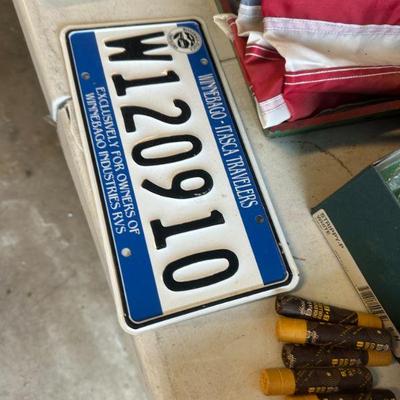 WINNEBAGO - ITASCA TRAVELERS
W120910
EXCLUSIVELY FOR OWNERS OF
WINNEBAGO INDUSTRIES RVS